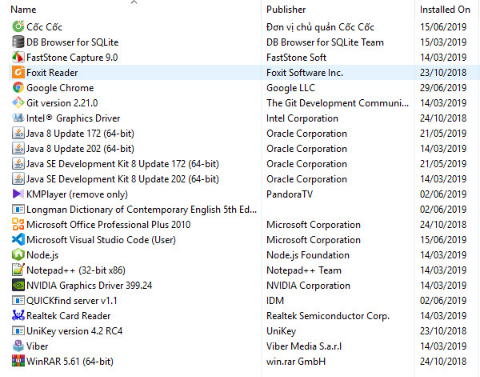 Name Publisher Installed On
Cốc Cốc Đơn vị chủ quản Cốc Cốc 15/06/2019
DB Browser for SQLite DB Browser for SQLite Team 15/03/2019
FastStone Capture 9.0 FastStone Soft 14/03/2019
Foxit Reader Foxit Software Inc. 23/10/2018
Google Chrome Google LLC 29/06/2019
Git version 2.21.0 The Git Development Communi... 14/03/2019
Intel® Graphics Driver Intel Corporation 24/10/2018
Java 8 Update 172 (64-bit) Oracle Corporation 21/05/2019
Java 8 Update 202 (64-bit) Oracle Corporation 14/03/2019
Java SE Development Kit 8 Update 172 (64-bit) Oracle Corporation 21/05/2019
Java SE Development Kit 8 Update 202 (64-bit) Oracle Corporation 14/03/2019
KMPlayer (remove only) PandoraTV 02/06/2019
Longman Dictionary of Contemporary English 5th Ed... 02/06/2019
Microsoft Office Professional Plus 2010 Microsoft Corporation 24/10/2018
Microsoft Visual Studio Code (User) Microsoft Corporation 15/06/2019
Node.js Node.js Foundation 14/03/2019
Notepad++ (32-bit x86) Notepad++ Team 14/03/2019
NVIDIA Graphics Driver 399.24 NVIDIA Corporation 14/03/2019
QUICKfind server v1.1 IDM 02/06/2019
Realtek Card Reader Realtek Semiconductor Corp. 14/03/2019
UniKey version 4.2 RC4 UniKey 23/10/2018
Viber Viber Media S.a.r.l 14/03/2019
WinRAR 5.61 (64-bit) win.rar GmbH 24/10/2018